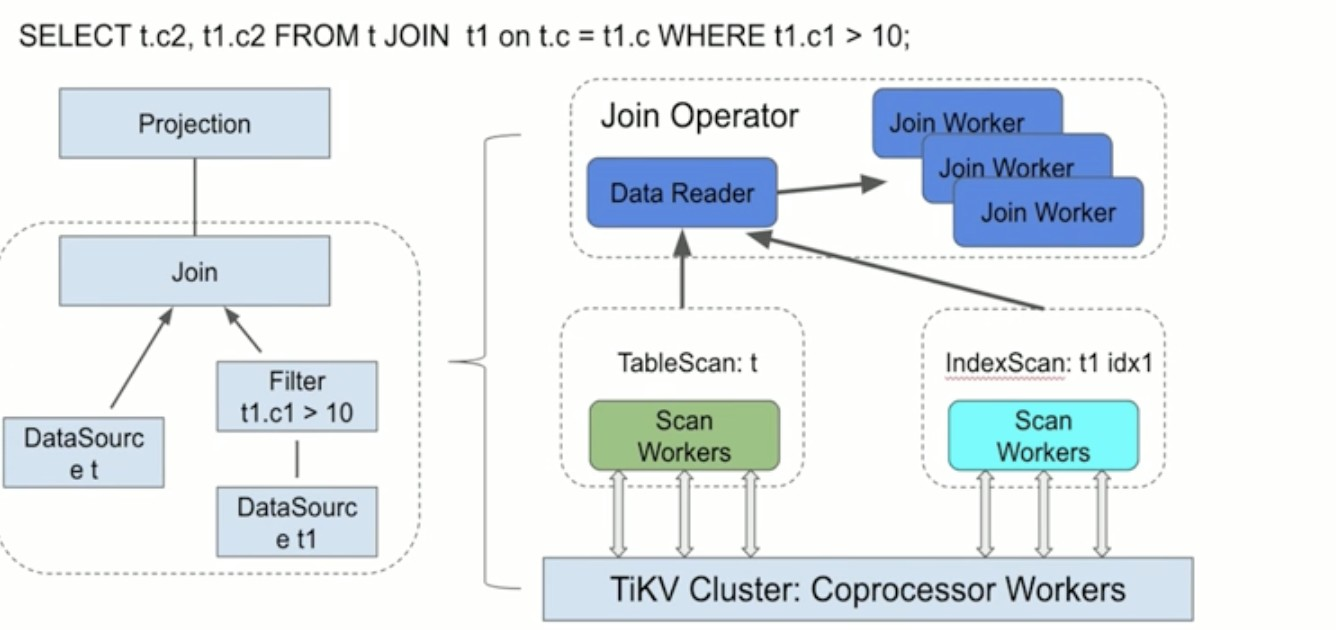 SELECT t.c2, t1.c2 FROM t JOIN t1 on t.c = t1.c WHERE t1.c1 > 10;
Projection
Join
Filter
t1.c1 > 10
DataSourc
e t
DataSourc
e t1
Join Operator
Data Reader
Join Worker
Join Worker
Join Worker
TableScan: t
Scan
Workers
IndexScan: t1 idx1
Scan
Workers
TiKV Cluster: Coprocessor Workers